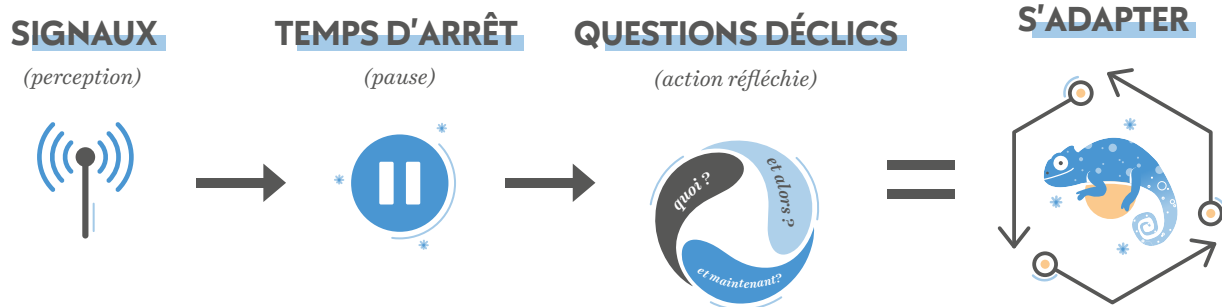 SIGNAUX
(perception)
TEMPS D'ARRÊT
(pause)
QUESTIONS DÉCLICS
(action réfléchie)
quoi ?
et alors ?
et maintenant?
S'ADAPTER